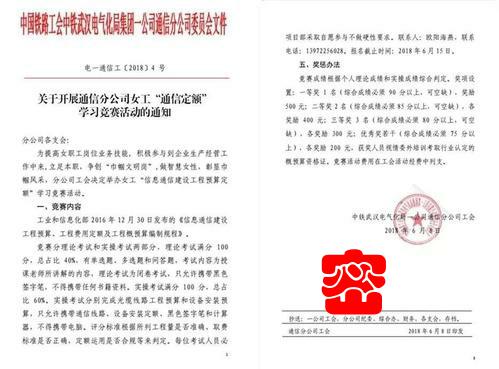 中国铁路工会中铁武汉电气化局集团一公司通信分公司委员会文件
电一通信工【2018】4 号
关于开展通信分公司女工“通信定额”
学习竞赛活动的通知
分公司各支会：
为提高女职工岗位业务技能，积极参与到企业生产经营工
作中来，立足本职，争创“巾帼文明岗”，做智慧女性，彰显巾
帼风采，分公司工会决定举办女工“信息通信建设工程预算定
额”学习竞赛活动。
一、竞赛内容
工业和信息化部 2016 年 12 月 30 日发布的《信息通信建设
工程预算、工程费用定额及工程概预算编制规程》。
竞赛分理论考试和实操考试两部分，理论考试满分 100
分，总占比 40%，有单选题、多选题和问答题，考试内容为授
课老师所讲解的内容，理论考试为闭卷考试，只允许携带黑色
签字笔，不得携带任何书籍资料。实操考试满分 100 分，总占
比 60%。实操考试分别完成光缆线路工程预算和设备安装预
算，只允许携带通信线路、设备安装定额、黑色签字笔和计算
器，不得携带电脑。评分标准根据所列工程量是否准确、取费
标准是否正确、定额运用是否合规等来判定。每位考试人员必
1
项目部采取自愿参与不做硬性要求。联系人：欧阳海燕，联系
电话：13972256028。报名截止时间：2018 年 6 月 15 日。
五、奖惩办法
竞赛成绩根据个人理论成绩和实操成绩综合判定。奖项设
置：一等奖 1 名（综合成绩必须 90 分以上，可空缺），奖励
500 元；二等奖 2 名（综合成绩必须 85 分以上，可空缺），各
奖励 400 元；三等奖 3 名（综合成绩必须 80 分以上，可空
缺），各奖励 300 元；优秀奖若干（综合成绩必须 75 分以
上），各奖励 200 元。获奖人员视情委外培训考取行业认定的
概预算资格证。竞赛活动费用在工会活动经费中列支。
中铁武汉电气化局一公司通信分公司工会
2018 年 6 月 8 日
抄送：一公司工会，分公司纪委、综合办、财务、各支会，存档。
通信分公司工会 2018 年 6 月 8 日印发